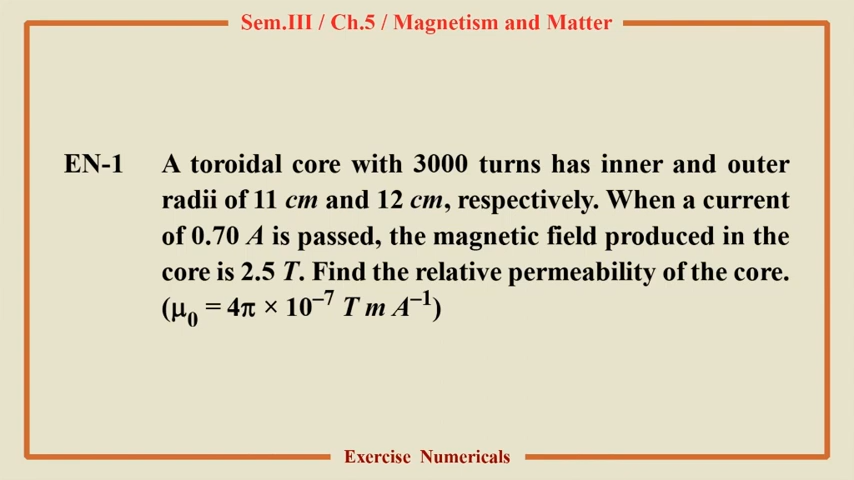 Sem.III / Ch.5 / Magnetism and Matter
EN-1 A toroidal core with 3000 turns has inner and outer
radii of 11 cm and 12 cm, respectively. When a current
of 0.70 A is passed, the magnetic field produced in the
core is 2.5 T. Find the relative permeability of the core.
(μ₀ = 4π × 10⁻⁷ T m A⁻¹)
Exercise Numericals